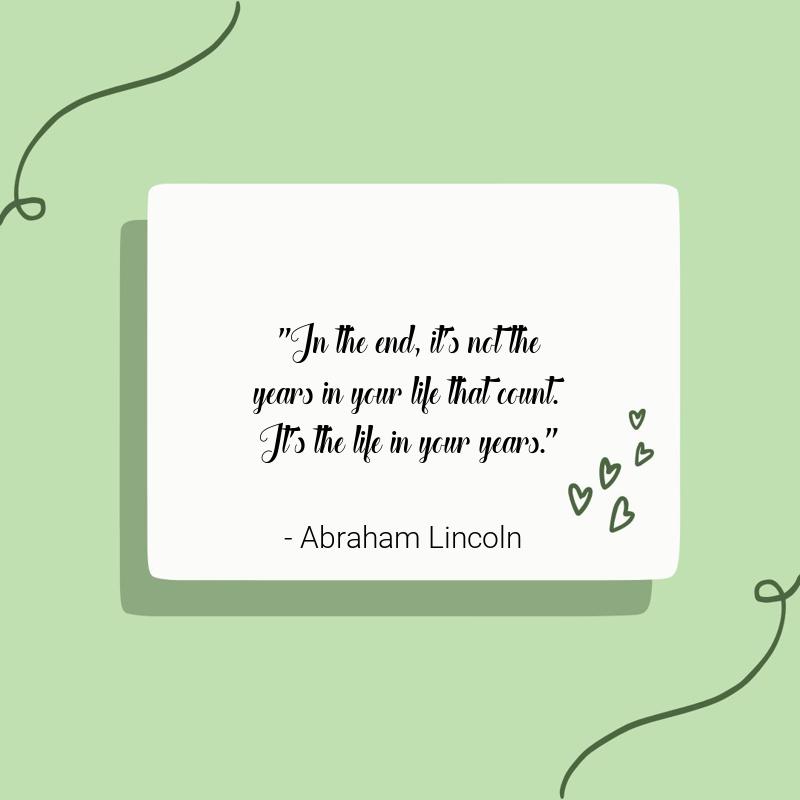 "In the end, it's not the
years in your life that count.
It's the life in your years."
- Abraham Lincoln